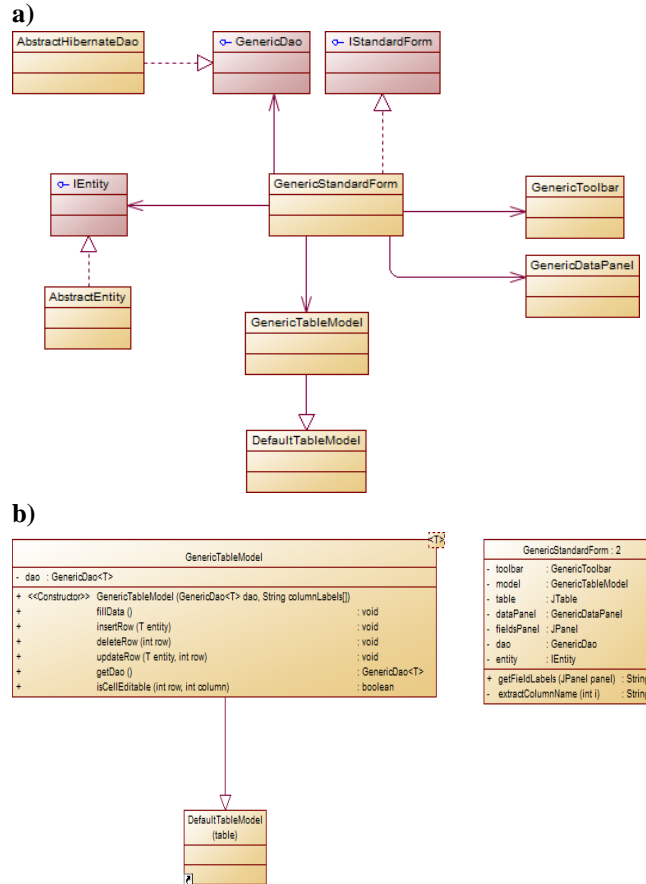 a)
AbstractHibernateDao
GenericDao
IStandardForm
IEntity
GenericStandardForm
GenericToolbar
GenericDataPanel
AbstractEntity
GenericTableModel
DefaultTableModel
b)
<T>
GenericTableModel
- dao : GenericDao<T>
+ <<Constructor>> GenericTableModel (GenericDao<T> dao, String columnLabels[])
+ fillData () : void
+ insertRow (T entity) : void
+ deleteRow (int row) : void
+ updateRow (T entity, int row) : void
+ getDao () : GenericDao<T>
+ isCellEditable (int row, int column) : boolean
GenericStandardForm : 2
- toolbar : GenericToolbar
- model : GenericTableModel
- table : JTable
- dataPanel : GenericDataPanel
- fieldsPanel : JPanel
- dao : GenericDao
- entity : IEntity
+ getFieldLabels (JPanel panel) : String
- extractColumnName (int i) : String
DefaultTableModel
(table)